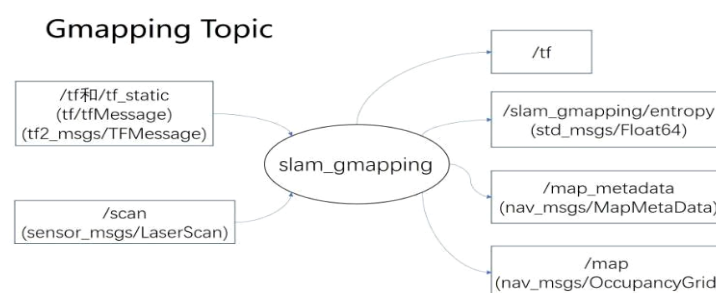 Gmapping Topic
/tf和/tf_static
(tf/tfMessage)
(tf2_msgs/TFMessage)
/scan
(sensor_msgs/LaserScan)
slam_gmapping
/tf
/slam_gmapping/entropy
(std_msgs/Float64)
/map_metadata
(nav_msgs/MapMetaData)
/map
(nav_msgs/OccupancyGrid